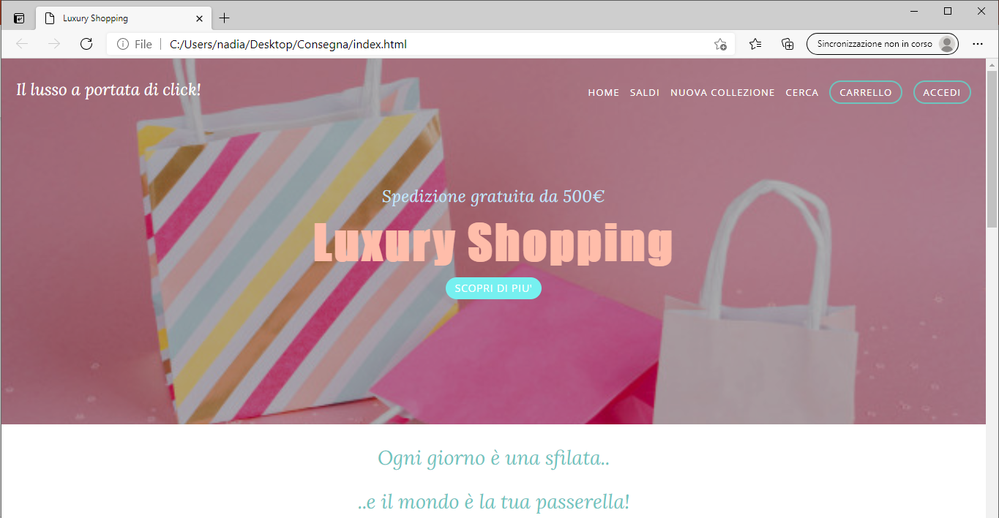 Luxury Shopping
File
C:/Users/nadia/Desktop/Consegna/index.html
Sincronizzazione non in corso
Il lusso a portata di click!
HOME SALDI NUOVA COLLEZIONE CERCA CARRELLO ACCEDI
Spedizione gratuita da 500€
Luxury Shopping
SCOPRI DI PIU'
Ogni giorno è una sfilata..
..e il mondo è la tua passerella!